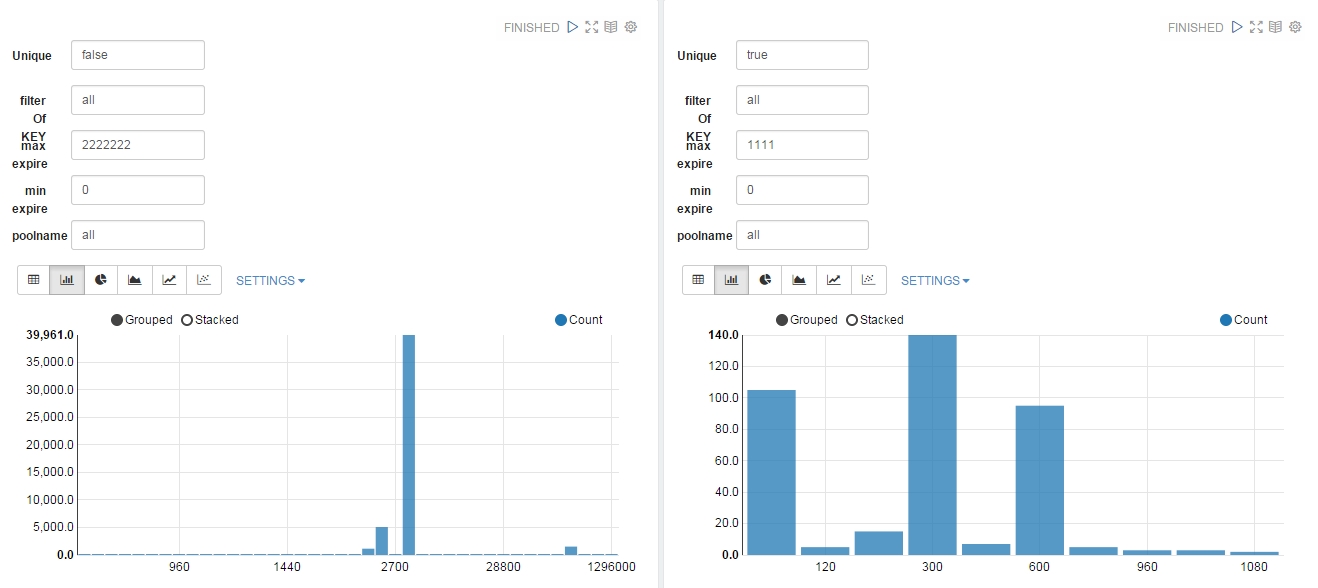 FINISHED
Unique false
filter Of KEY all
max expire 2222222
min expire 0
poolname all
SETTINGS
Grouped Stacked Count
39,961.0
35,000.0
30,000.0
25,000.0
20,000.0
15,000.0
10,000.0
5,000.0
0.0
960 1440 2700 28800 1296000
FINISHED
Unique true
filter Of KEY all
max expire 1111
min expire 0
poolname all
SETTINGS
Grouped Stacked Count
140.0
120.0
100.0
80.0
60.0
40.0
20.0
0.0
120 300 600 960 1080